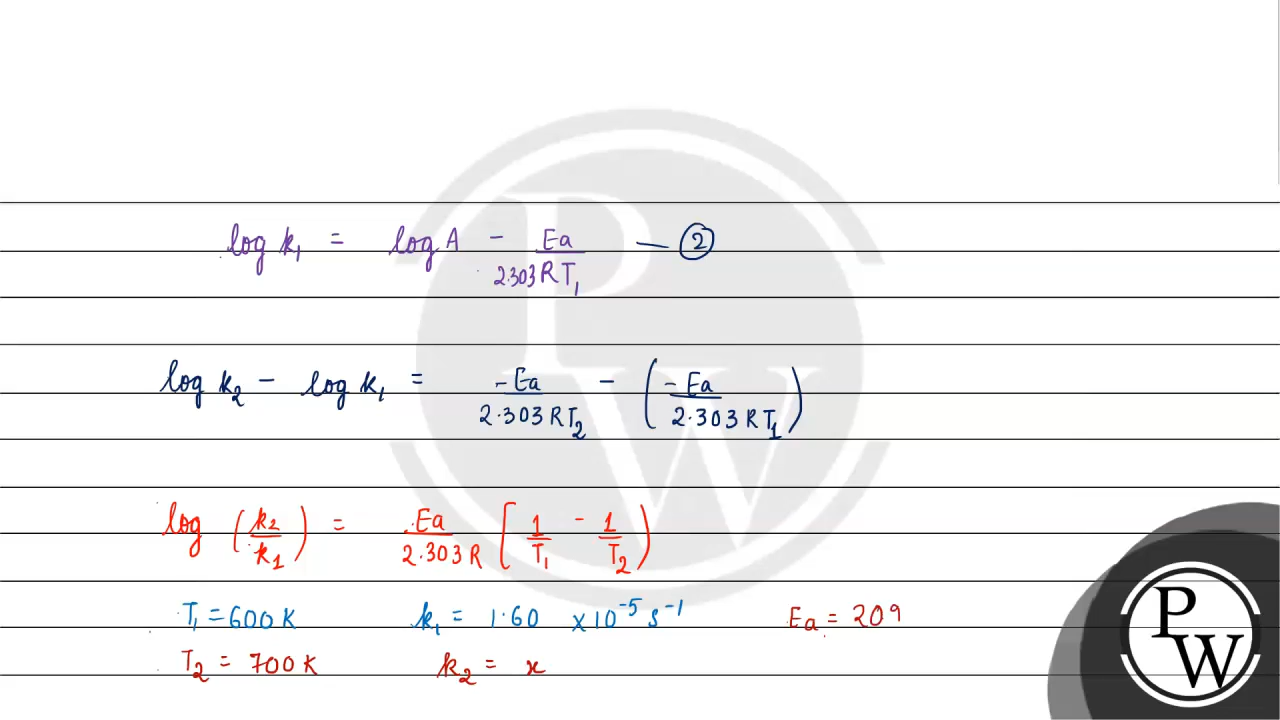 log k₁ = log A − Ea/2.303RT₁ — ②
log k₂ − log k₁ = −Ea/2.303RT₂ − (−Ea/2.303RT₁)
log (k₂/k₁) = Ea/2.303R [1/T₁ − 1/T₂)
T₁ = 600 K k₁ = 1.60 ×10⁻⁵ s⁻¹ Ea = 209
T₂ = 700 K k₂ = x
P
W